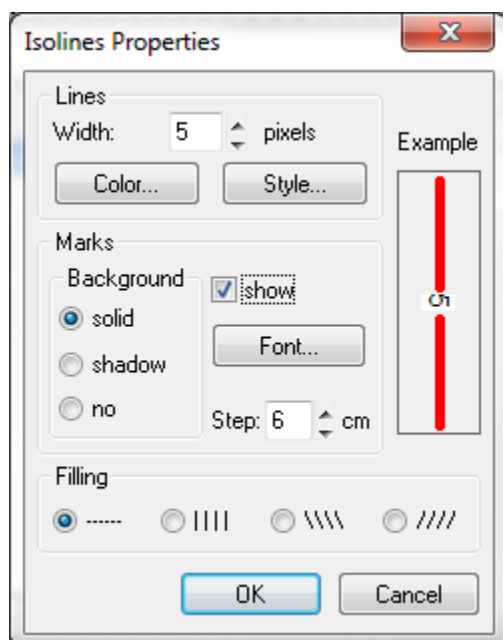 Isolines Properties
Lines
Width: 5 pixels
Color... Style...
Example
5
Marks
Background
solid
shadow
no
show
Font...
Step: 6 cm
Filling
------ |||| \\\\ ////
OK Cancel